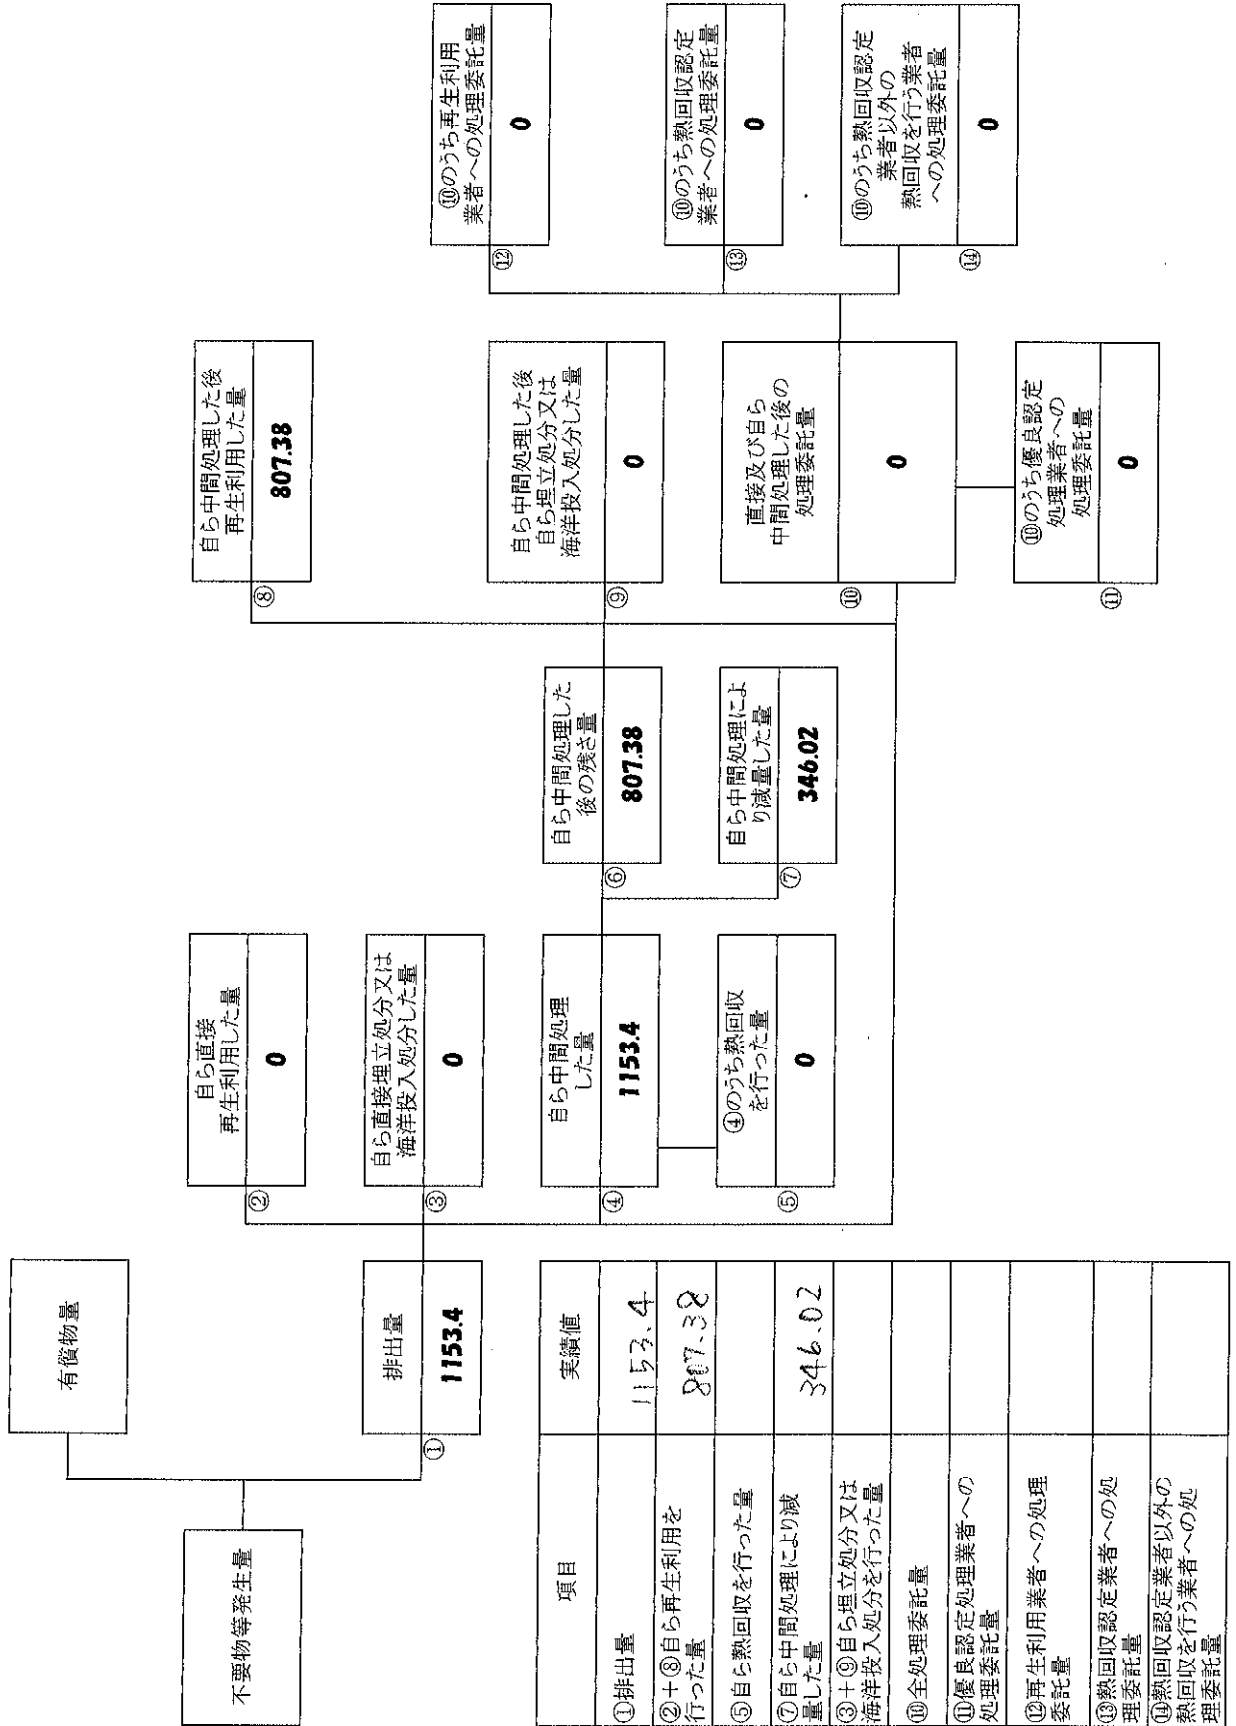 有償物量
不要物等発生量
排出量
①
1153.4
自ら直接
再生利用した量
②
0
自ら直接埋立処分又は
海洋投入処分した量
③
0
自ら中間処理
した量
④
1153.4
④のうち熱回収
を行った量
⑤
0
自ら中間処理した
後の残さ量
⑥
807.38
自ら中間処理によ
り減量した量
⑦
346.02
自ら中間処理した後
再生利用した量
⑧
807.38
自ら中間処理した後
自ら埋立処分又は
海洋投入処分した量
⑨
0
直接及び自ら
中間処理した後の
処理委託量
⑩
0
⑩のうち優良認定
処理業者への
処理委託量
⑪
0
⑩のうち再生利用
業者への処理委託量
⑫
0
⑩のうち熱回収認定
業者への処理委託量
⑬
0
⑩のうち熱回収認定
業者以外の
熱回収を行う業者
への処理委託量
⑭
0
項目 実績値
①排出量 1153.4
②+⑧自ら再生利用を
行った量 807.38
⑤自ら熱回収を行った量
⑦自ら中間処理により減
量した量 346.02
③+⑨自ら埋立処分又は
海洋投入処分を行った量
⑩全処理委託量
⑪優良認定処理業者への
処理委託量
⑫再生利用業者への処理
委託量
⑬熱回収認定業者への処
理委託量
⑭熱回収認定業者以外の
熱回収を行う業者への処
理委託量